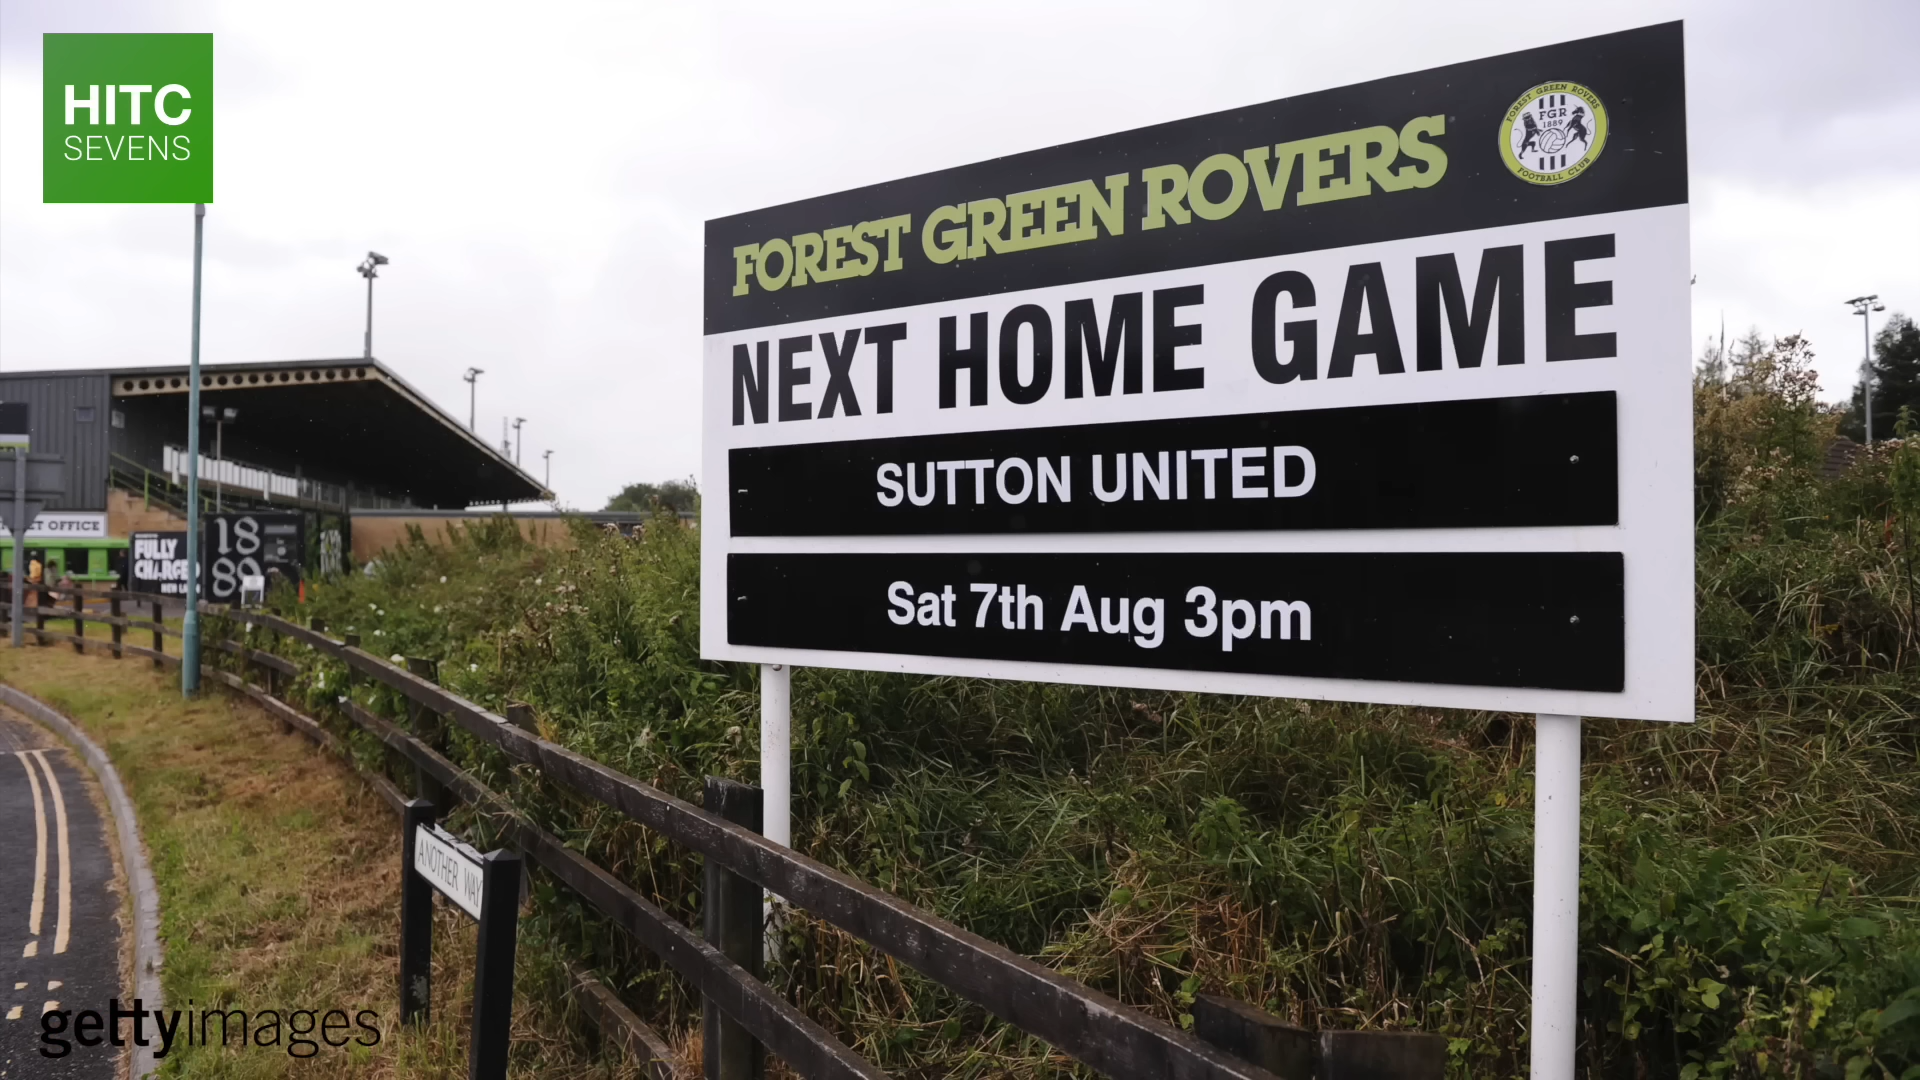 HITC
SEVENS
FOREST GREEN ROVERS
FOREST GREEN ROVERS
FGR
1889
FOOTBALL CLUB
NEXT HOME GAME
SUTTON UNITED
Sat 7th Aug 3pm
OFFICE
FULLY
CHARGED
18
89
ANOTHER WAY
gettyimages